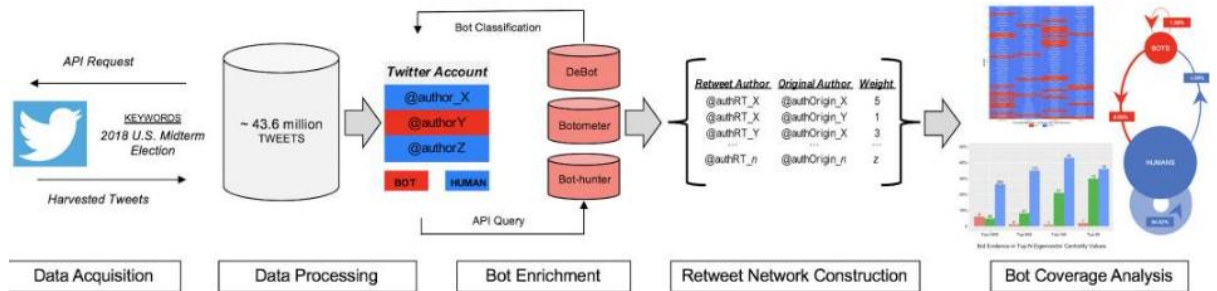 API Request
KEYWORDS
2018 U.S. Midterm
Election
Harvested Tweets
~ 43.6 million
TWEETS
Bot Classification
Twitter Account
@author_X
@authorY
@authorZ
BOT
HUMAN
API Query
DeBot
Botometer
Bot-hunter
Retweet Author Original Author Weight
@authRT_X @authOrigin_X 5
@authRT_X @authOrigin_Y 1
@authRT_Y @authOrigin_X 3
... ... ...
@authRT_n @authOrigin_n z
BOTS
HUMANS
Bot Evidence in Top-N Eigenvector Centrality Values
Data Acquisition
Data Processing
Bot Enrichment
Retweet Network Construction
Bot Coverage Analysis